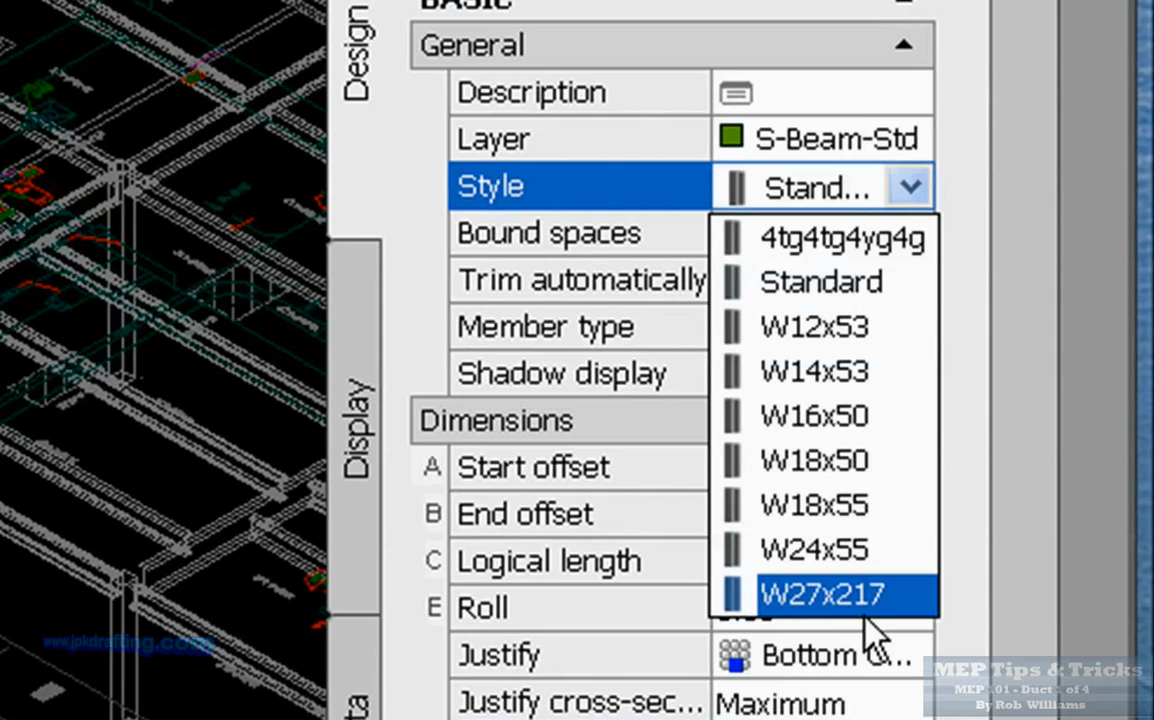 BASIC
General
Description
Layer S-Beam-Std
Style Stand...
Bound spaces
Trim automatically
Member type
Shadow display
Dimensions
A Start offset
B End offset
C Logical length
E Roll
Justify Bottom C...
Justify cross-sec... Maximum
4tg4tg4yg4g
Standard
W12x53
W14x53
W16x50
W18x50
W18x55
W24x55
W27x217
Design
Display
www.jpkdrafting.com
MEP Tips & Tricks
MEP 101 - Duct 1 of 4
By Rob Williams